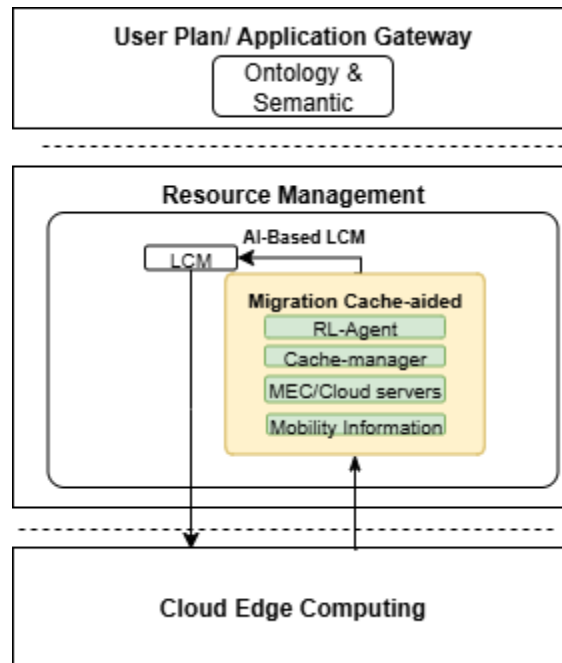 User Plan/ Application Gateway
Ontology &
Semantic
Resource Management
AI-Based LCM
LCM
Migration Cache-aided
RL-Agent
Cache-manager
MEC/Cloud servers
Mobility Information
Cloud Edge Computing